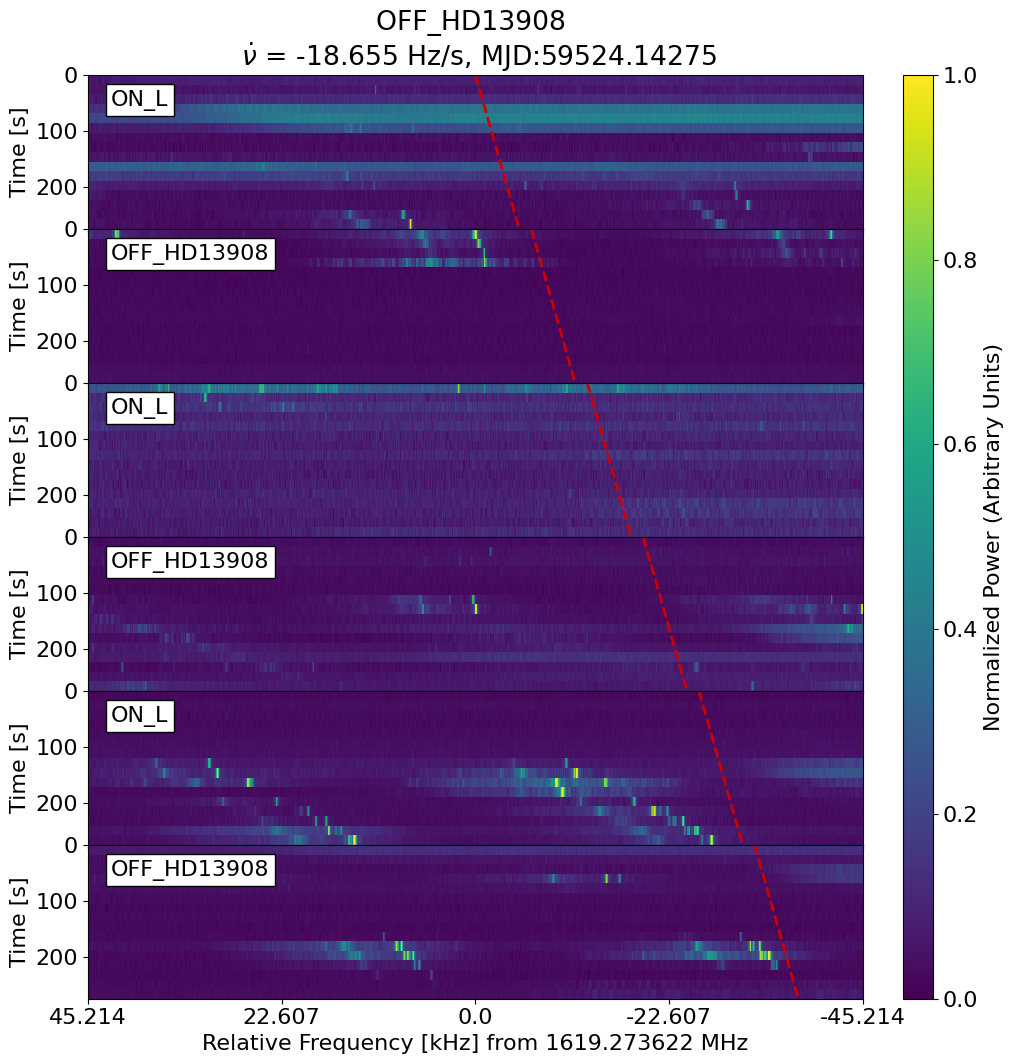 OFF_HD13908
ν̇ = -18.655 Hz/s, MJD:59524.14275
0
ON_L
100
200
Time [s]
0
OFF_HD13908
100
200
Time [s]
0
ON_L
100
200
Time [s]
0
OFF_HD13908
100
200
Time [s]
0
ON_L
100
200
Time [s]
0
OFF_HD13908
100
200
Time [s]
45.214 22.607 0.0 -22.607 -45.214
Relative Frequency [kHz] from 1619.273622 MHz
1.0
0.8
0.6
0.4
0.2
0.0
Normalized Power (Arbitrary Units)